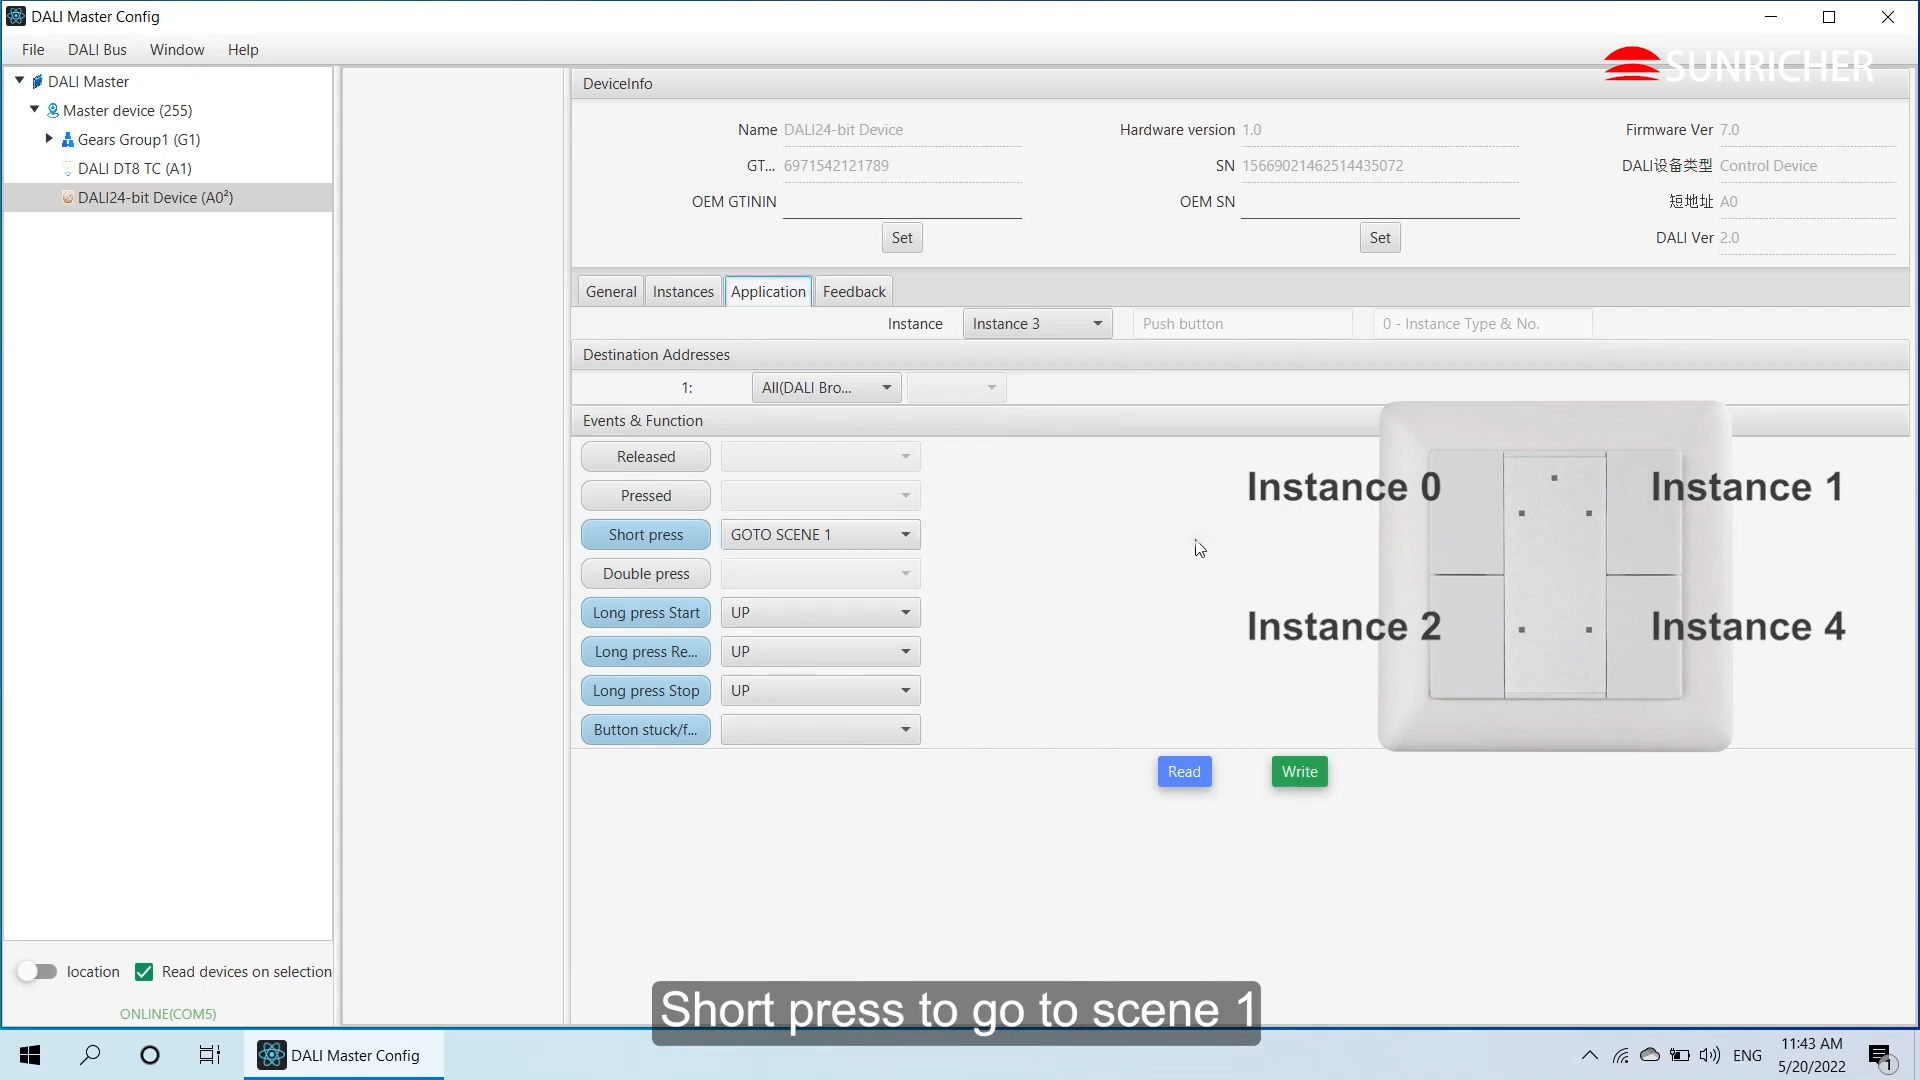 DALI Master Config
File DALI Bus Window Help
SUNRICHER
DALI Master
Master device (255)
Gears Group1 (G1)
DALI DT8 TC (A1)
DALI24-bit Device (A0²)
DeviceInfo
Name DALI24-bit Device Hardware version 1.0 Firmware Ver 7.0
GT... 6971542121789 SN 15669021462514435072 DALI设备类型 Control Device
OEM GTININ OEM SN 短地址 A0
Set Set DALI Ver 2.0
General Instances Application Feedback
Instance Instance 3 Push button 0 - Instance Type & No.
Destination Addresses
1: All(DALI Bro...
Events & Function
Released
Pressed
Short press GOTO SCENE 1
Double press
Long press Start UP
Long press Re... UP
Long press Stop UP
Button stuck/f...
Instance 0 Instance 1
Instance 2 Instance 4
Read Write
location Read devices on selection
ONLINE(COM5)
Short press to go to scene 1
DALI Master Config
ENG
11:43 AM
5/20/2022
1